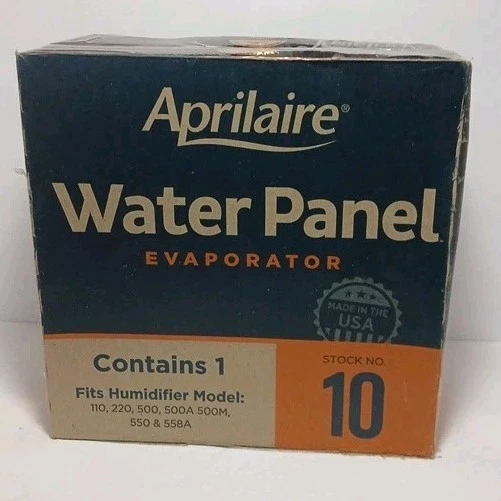 Aprilaire®
Water Panel
EVAPORATOR
MADE IN THE
USA
Contains 1
Fits Humidifier Model:
110, 220, 500, 500A 500M,
550 & 558A
STOCK NO.
10